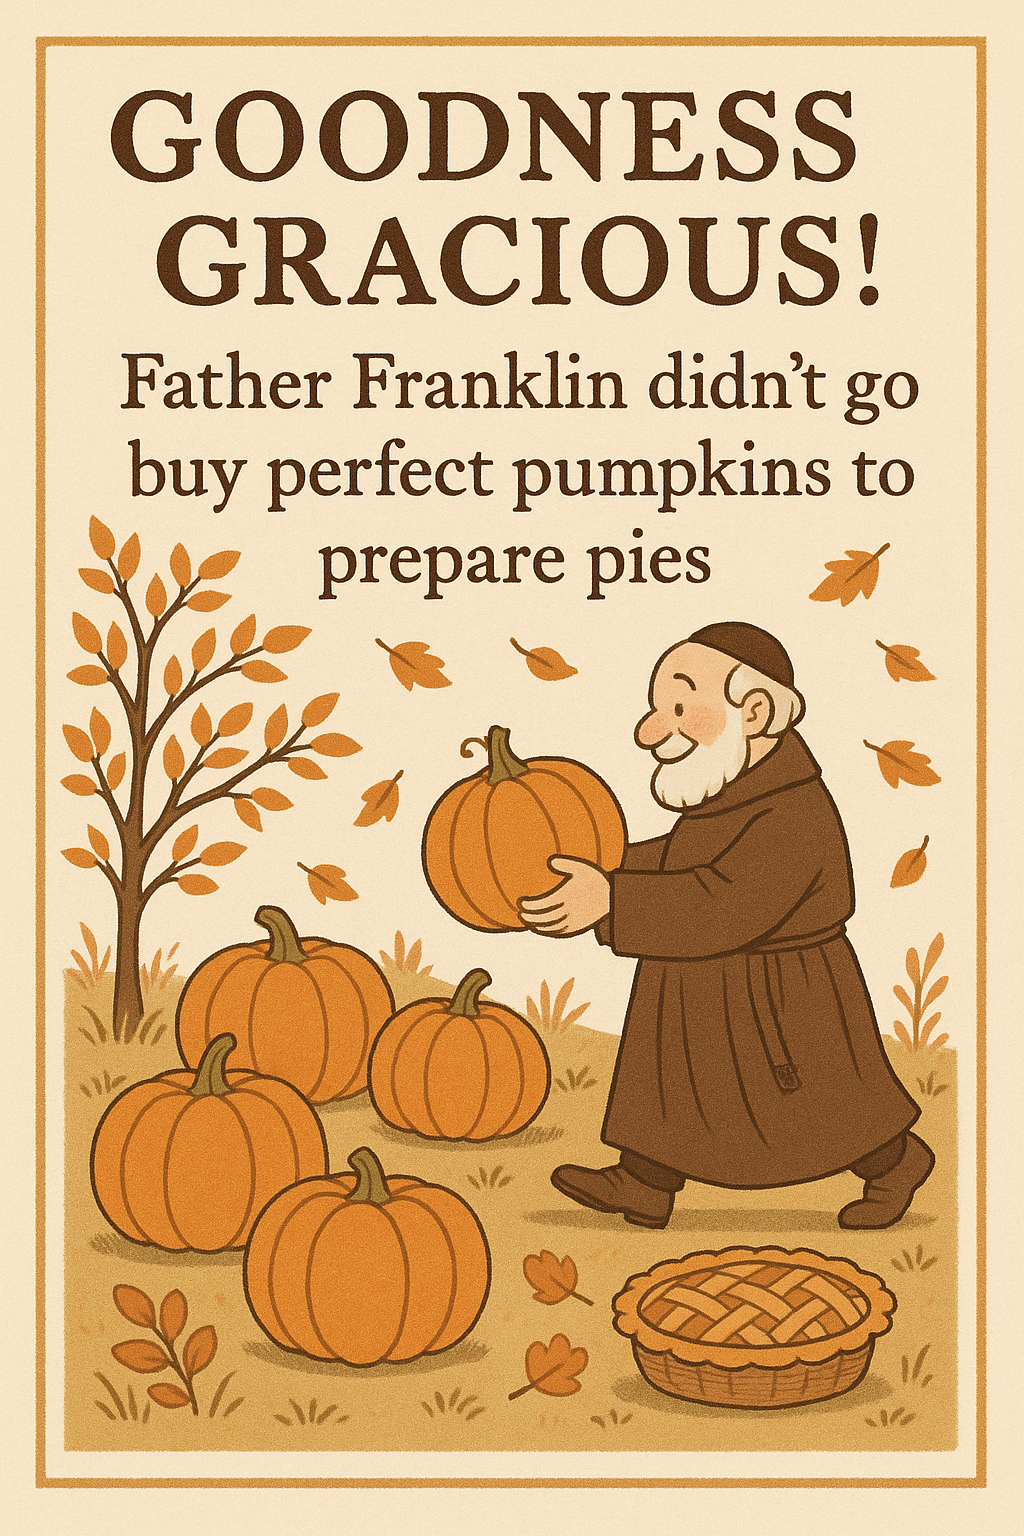 GOODNESS
GRACIOUS!
Father Franklin didn’t go
buy perfect pumpkins to
prepare pies